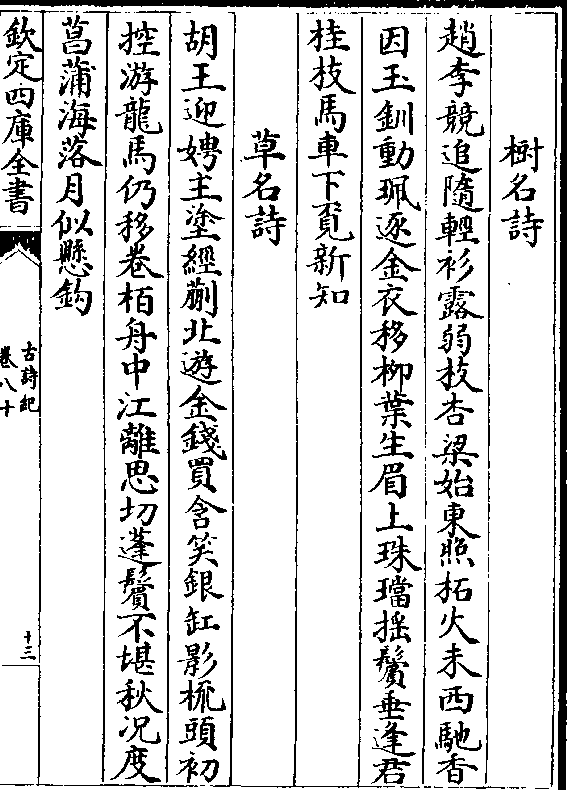 樹名詩
趙李競追隨輕衫露弱枝杏梁始東照柘火未西馳香
因玉釧動珮逐金衣移柳葉生眉上珠璫揺鬢垂逢君
桂枝馬車下覓新知
草名詩
胡王迎娉主塗經蒯北遊金錢買含笑銀缸影梳頭初
控游龍馬仍移卷栢舟中江離思切蓬鬢不堪秋况度
菖蒲海落月似懸鈎
欽定四庫全書
古詩紀
卷八十
十三